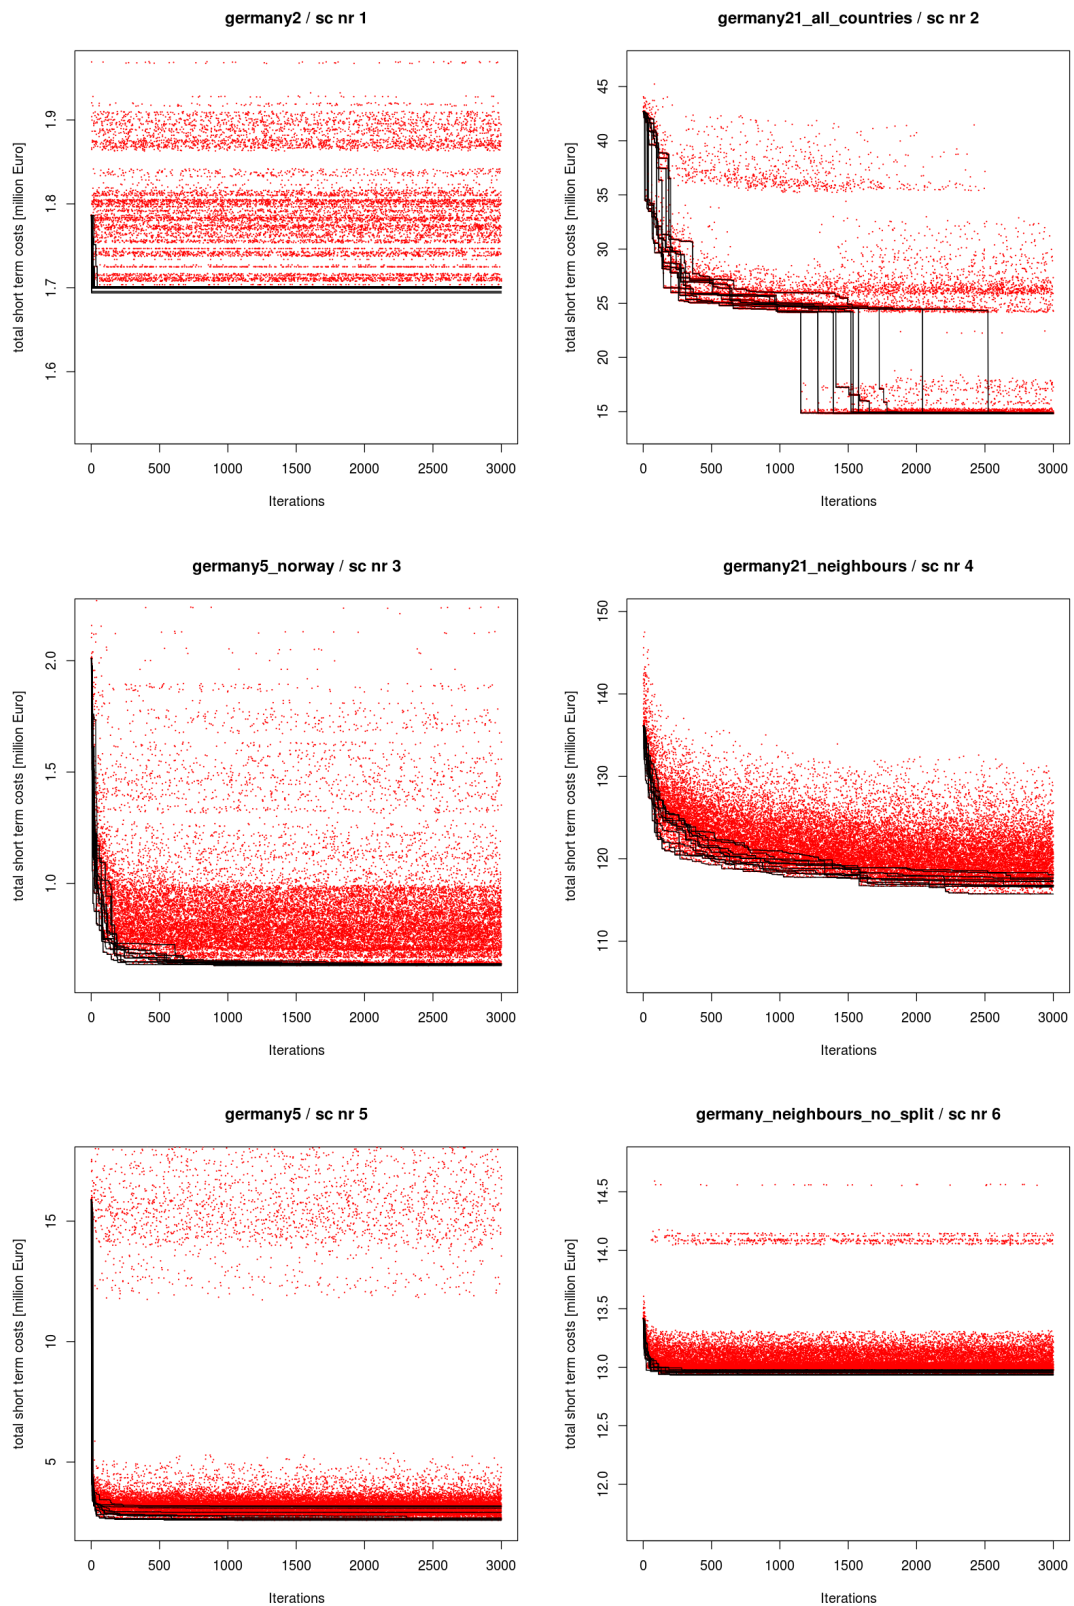 germany2 / sc nr 1
total short term costs [million Euro]
1.9
1.8
1.7
1.6
0 500 1000 1500 2000 2500 3000
Iterations
germany21_all_countries / sc nr 2
total short term costs [million Euro]
45
40
35
30
25
20
15
0 500 1000 1500 2000 2500 3000
Iterations
germany5_norway / sc nr 3
total short term costs [million Euro]
2.0
1.5
1.0
0 500 1000 1500 2000 2500 3000
Iterations
germany21_neighbours / sc nr 4
total short term costs [million Euro]
150
140
130
120
110
0 500 1000 1500 2000 2500 3000
Iterations
germany5 / sc nr 5
total short term costs [million Euro]
15
10
5
0 500 1000 1500 2000 2500 3000
Iterations
germany_neighbours_no_split / sc nr 6
total short term costs [million Euro]
14.5
14.0
13.5
13.0
12.5
12.0
0 500 1000 1500 2000 2500 3000
Iterations